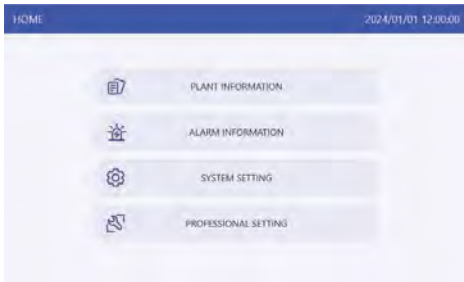 HOME 2024/01/01 12:00:00
PLANT INFORMATION
ALARM INFORMATION
SYSTEM SETTING
PROFESSIONAL SETTING